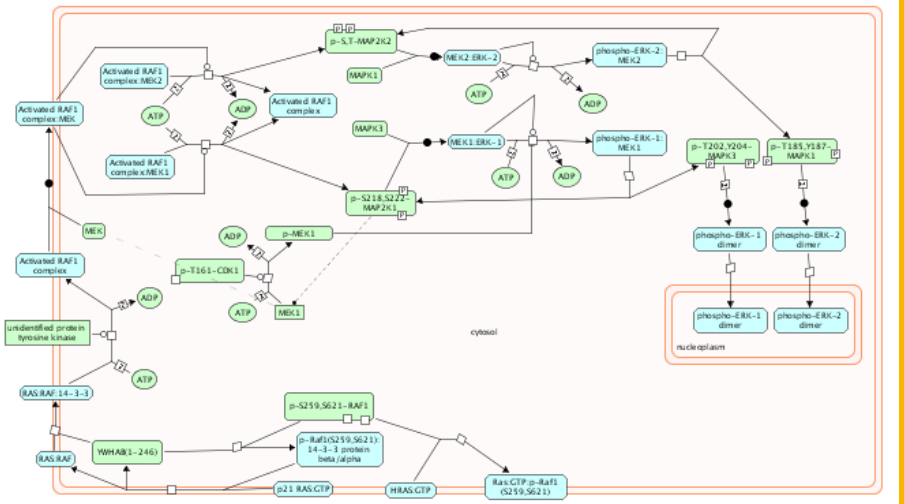 p-S,T-MAP2K2
P P
MEK2:ERK-2
phospho-ERK-2:
MEK2
Activated RAF1
complex:MEK2
MAPK1
ATP
ADP
Activated RAF1
complex
ATP
ADP
Activated RAF1
complex:MEK
MAPK3
MEK1:ERK-1
phospho-ERK-1:
MEK1
p-T202,Y204-
MAPK3
P P
p-T185,Y187-
MAPK1
P P
Activated RAF1
complex:MEK1
ATP
ADP
p-S218,S222-
MAP2K1
P
P
MEK
ADP
p-MEK1
phospho-ERK-1
dimer
phospho-ERK-2
dimer
Activated RAF1
complex
p-T161-CDK1
ADP
ATP
MEK1
phospho-ERK-1
dimer
phospho-ERK-2
dimer
nucleoplasm
unidentified protein
tyrosine kinase
cytosol
ATP
RAS:RAF:14-3-3
p-S259,S621-RAF1
YWHAB(1-246)
p-Raf1(S259,S621):
14-3-3 protein
beta/alpha
RAS:RAF
p21 RAS:GTP
HRAS:GTP
Ras:GTP:p-Raf1
(S259,S621)